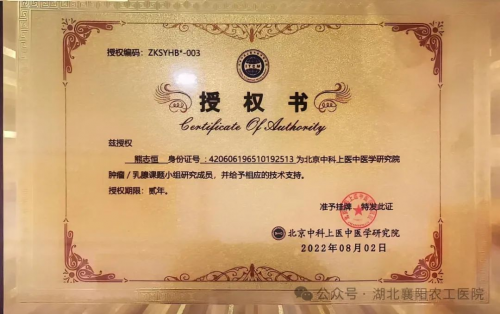 授权编码：ZKSYHB*-003
授 权 书
Certificate Of Authority
兹授权
熊志恒 身份证号：420606196510192513 为北京中科上医中医学研究院
肿瘤/乳腺课题小组研究成员，并给予相应的技术支持。
授权期限：贰年。
准予挂牌，特发此证
北京中科上医中医学研究院
2022年08月02日
公众号·湖北襄阳农工医院